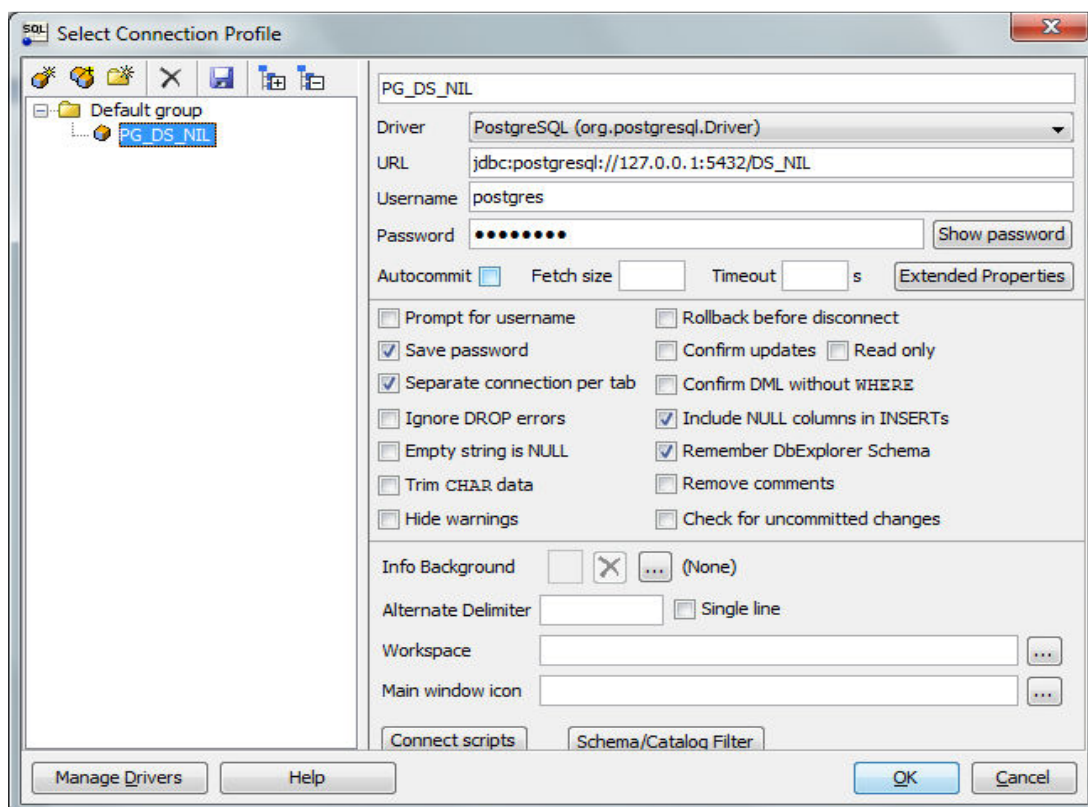 SQL Select Connection Profile
Default group
PG_DS_NIL
PG_DS_NIL
Driver PostgreSQL (org.postgresql.Driver)
URL jdbc:postgresql://127.0.0.1:5432/DS_NIL
Username postgres
Password •••••••• Show password
Autocommit Fetch size Timeout s Extended Properties
Prompt for username Rollback before disconnect
Save password Confirm updates Read only
Separate connection per tab Confirm DML without WHERE
Ignore DROP errors Include NULL columns in INSERTs
Empty string is NULL Remember DbExplorer Schema
Trim CHAR data Remove comments
Hide warnings Check for uncommitted changes
Info Background ... (None)
Alternate Delimiter Single line
Workspace ...
Main window icon ...
Connect scripts Schema/Catalog Filter
Manage Drivers Help OK Cancel